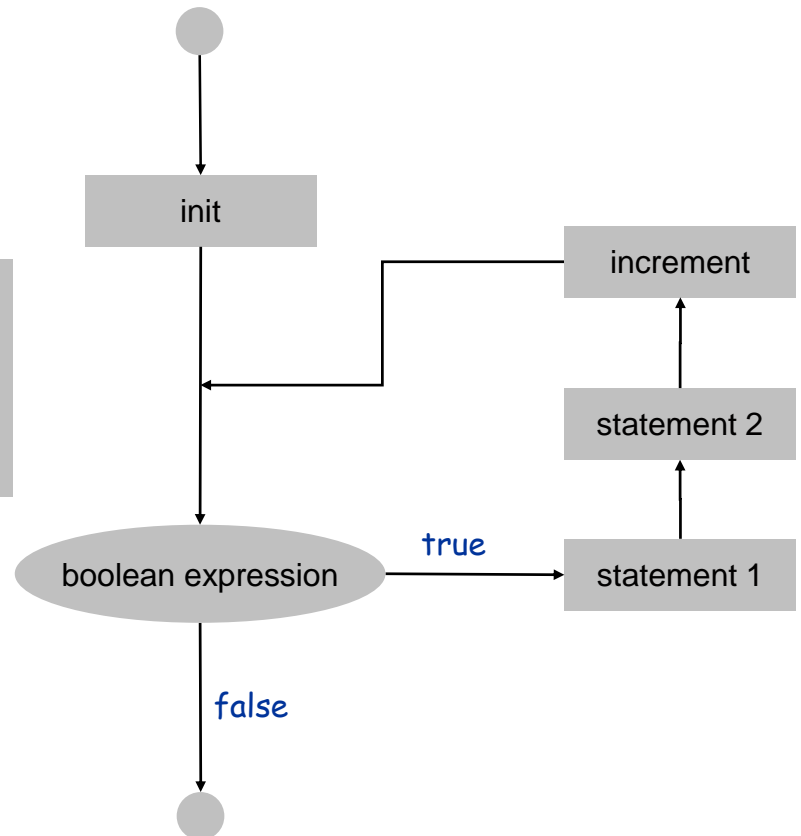 init
increment
statement 2
true
boolean expression
statement 1
false